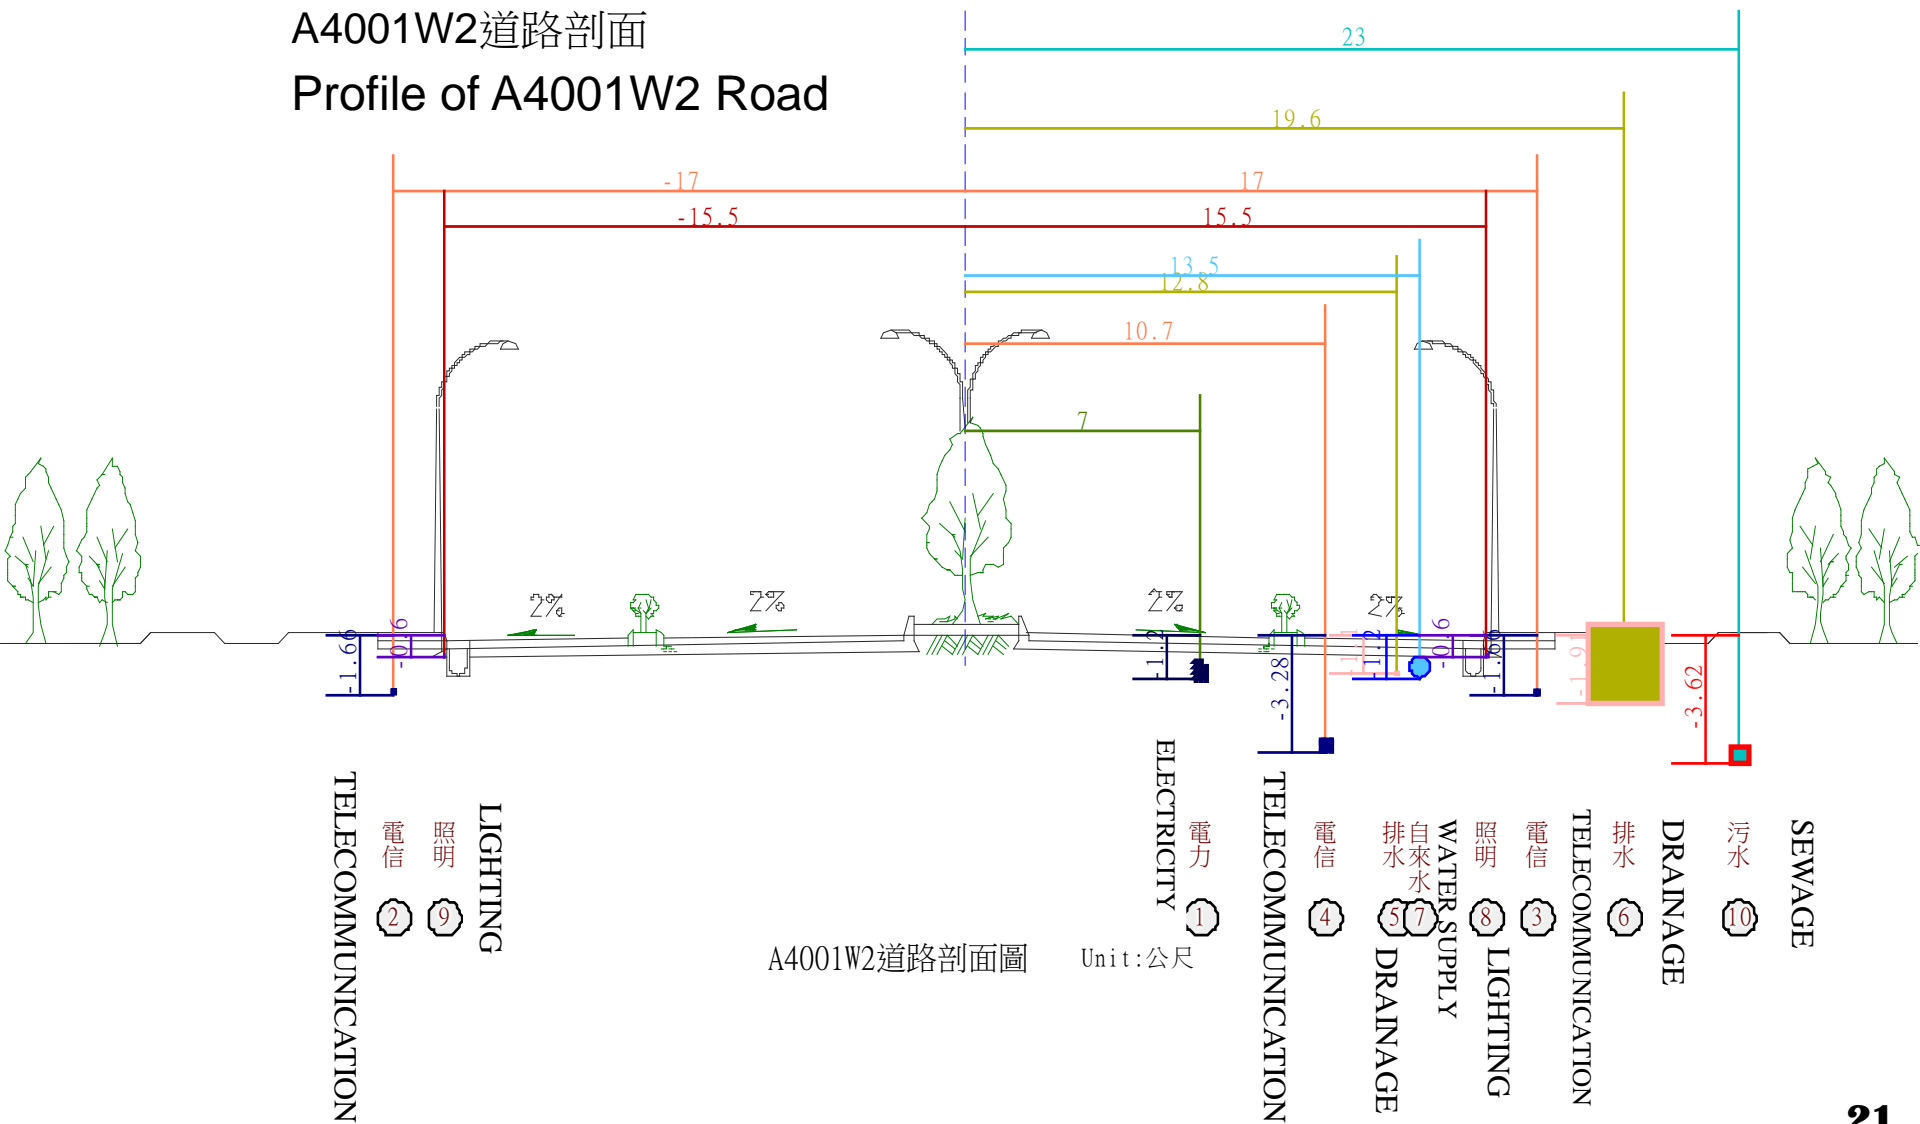 A4001W2道路剖面
Profile of A4001W2 Road
23
19.6
-17
17
-15.5
15.5
13.5
12.8
10.7
7
2%
2%
2%
2%
-1.66
-0.6
-1.2
-3.28
-1.1
-1.2
-0.6
-1.66
-1.91
-3.62
TELECOMMUNICATION
電信
2
照明
9
LIGHTING
ELECTRICITY
電力
1
TELECOMMUNICATION
電信
4
排水
5
DRAINAGE
自來水
7
WATER SUPPLY
照明
8
LIGHTING
電信
3
TELECOMMUNICATION
排水
6
DRAINAGE
污水
10
SEWAGE
A4001W2道路剖面圖 Unit:公尺
21